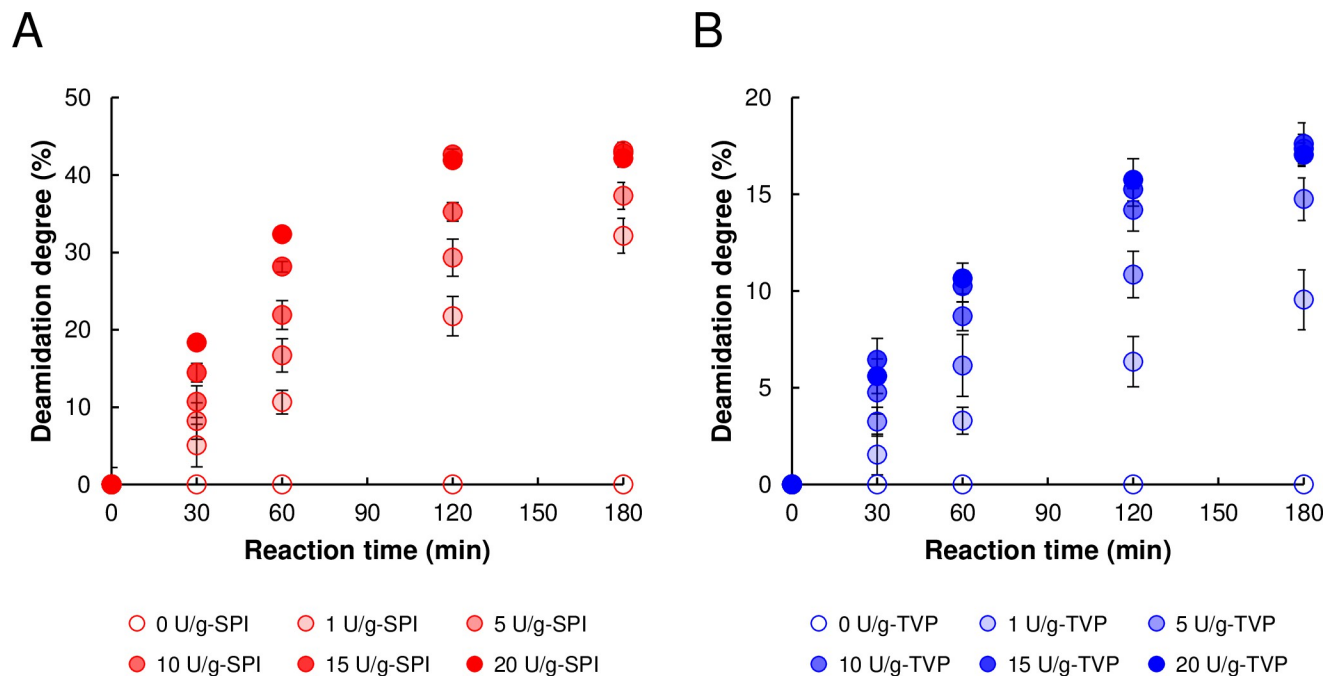 A
B
50
40
30
20
10
0
Deamidation degree (%)
0 30 60 90 120 150 180
Reaction time (min)
20
15
10
5
0
Deamidation degree (%)
0 30 60 90 120 150 180
Reaction time (min)
0 U/g-SPI 1 U/g-SPI 5 U/g-SPI
10 U/g-SPI 15 U/g-SPI 20 U/g-SPI
0 U/g-TVP 1 U/g-TVP 5 U/g-TVP
10 U/g-TVP 15 U/g-TVP 20 U/g-TVP